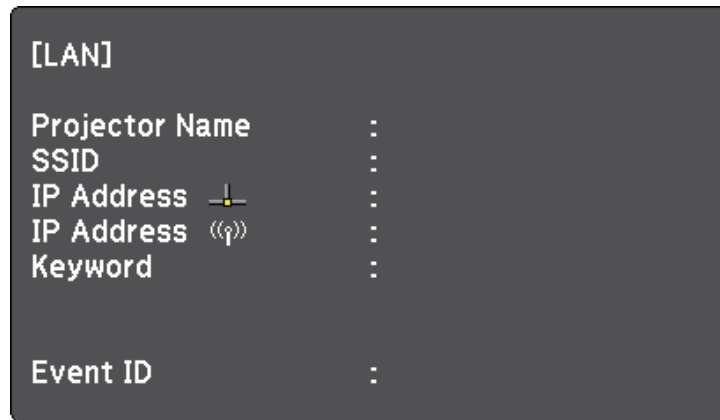 [LAN]
Projector Name :
SSID :
IP Address :
IP Address :
Keyword :
Event ID :